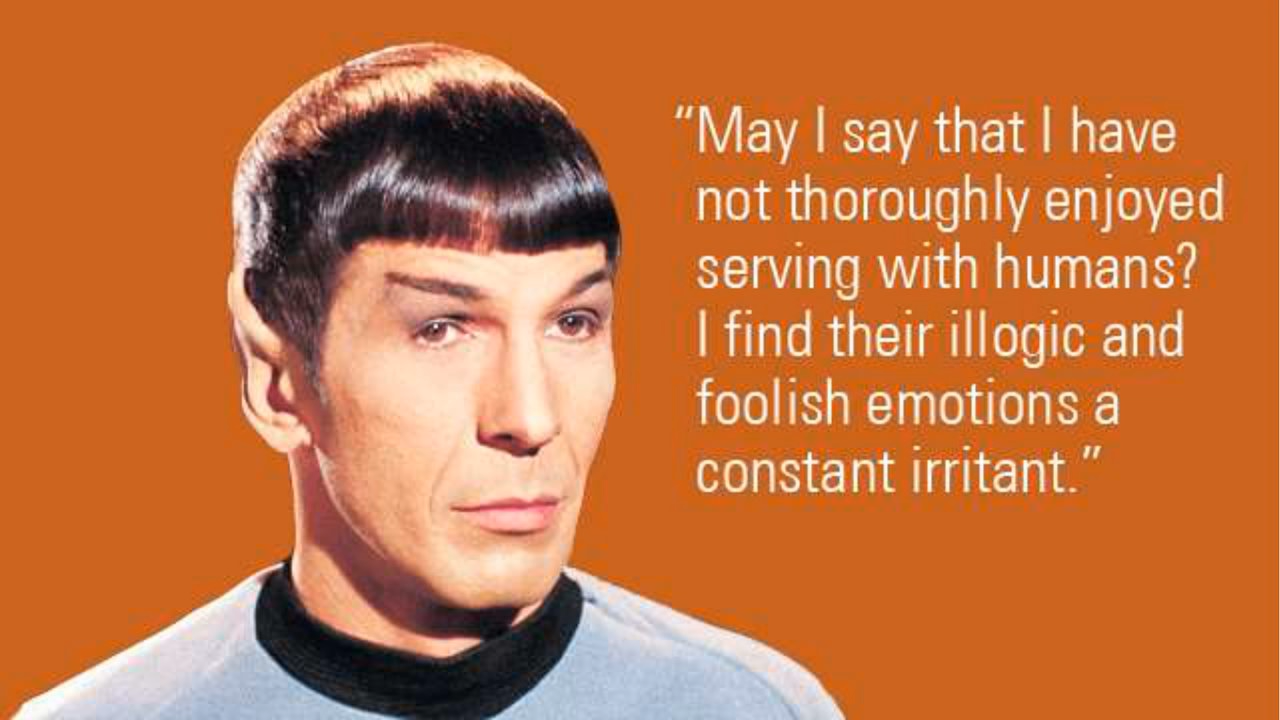 “May I say that I have
not thoroughly enjoyed
serving with humans?
I find their illogic and
foolish emotions a
constant irritant.”